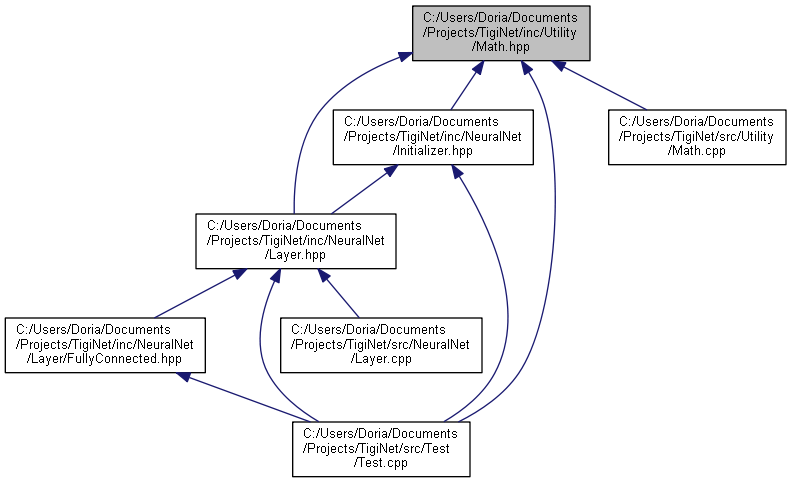 C:/Users/Doria/Documents
/Projects/TigiNet/inc/Utility
/Math.hpp
C:/Users/Doria/Documents
/Projects/TigiNet/inc/NeuralNet
/Initializer.hpp
C:/Users/Doria/Documents
/Projects/TigiNet/src/Utility
/Math.cpp
C:/Users/Doria/Documents
/Projects/TigiNet/inc/NeuralNet
/Layer.hpp
C:/Users/Doria/Documents
/Projects/TigiNet/inc/NeuralNet
/Layer/FullyConnected.hpp
C:/Users/Doria/Documents
/Projects/TigiNet/src/NeuralNet
/Layer.cpp
C:/Users/Doria/Documents
/Projects/TigiNet/src/Test
/Test.cpp